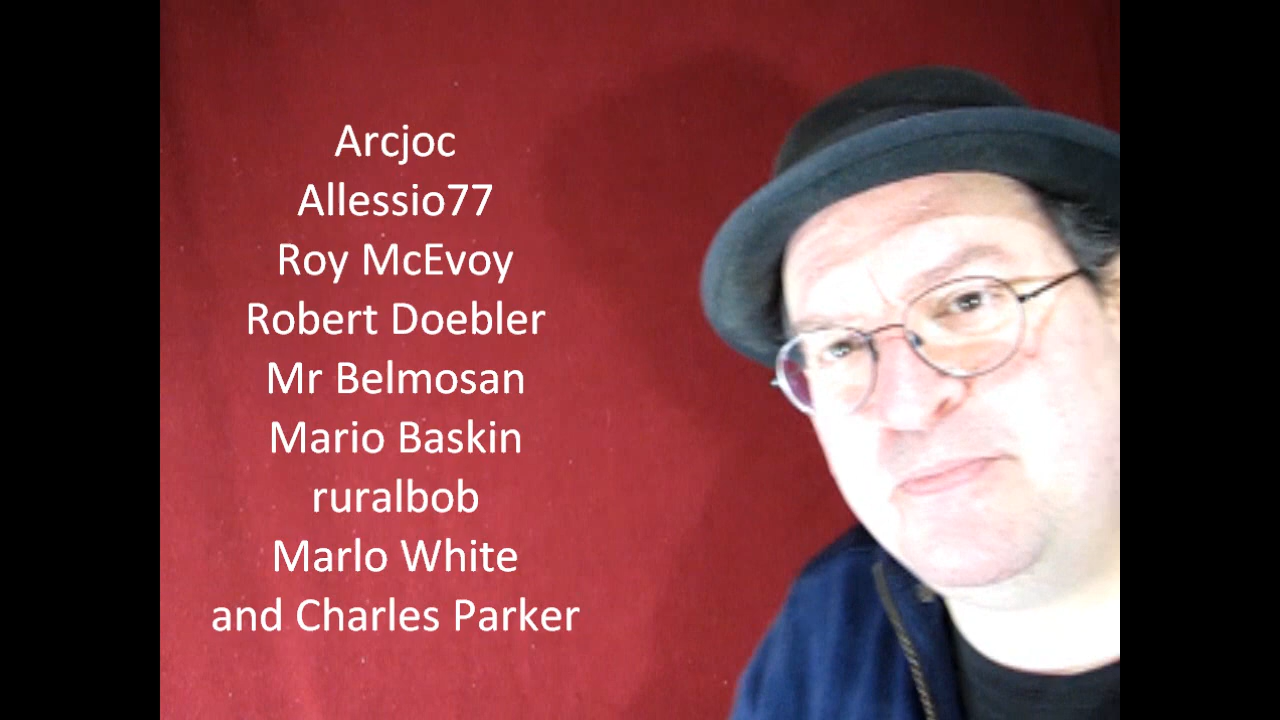 Arcjoc
Allessio77
Roy McEvoy
Robert Doebler
Mr Belmosan
Mario Baskin
ruralbob
Marlo White
and Charles Parker